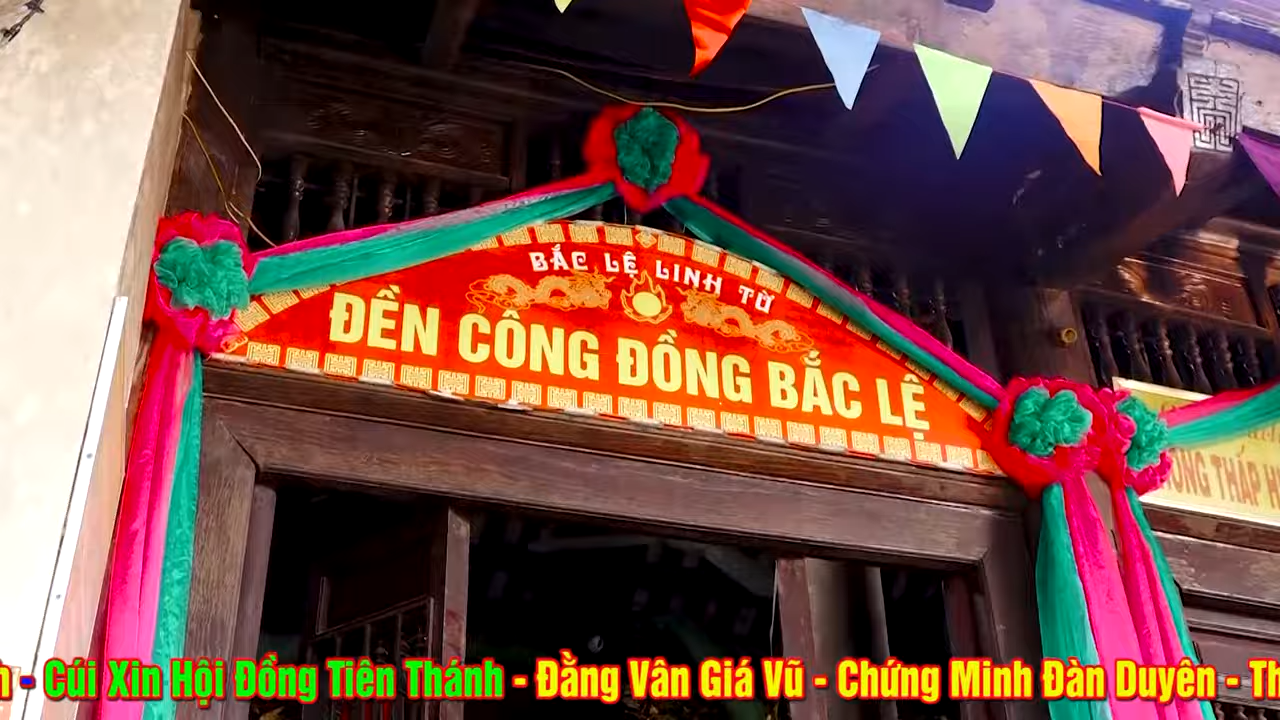 BẮC LỆ LINH TỪ
ĐỀN CÔNG ĐỒNG BẮC LỆ
THÁP
- Cúi Xin Hội Đồng Tiên Thánh - Đằng Vân Giá Vũ - Chứng Minh Đàn Duyên -